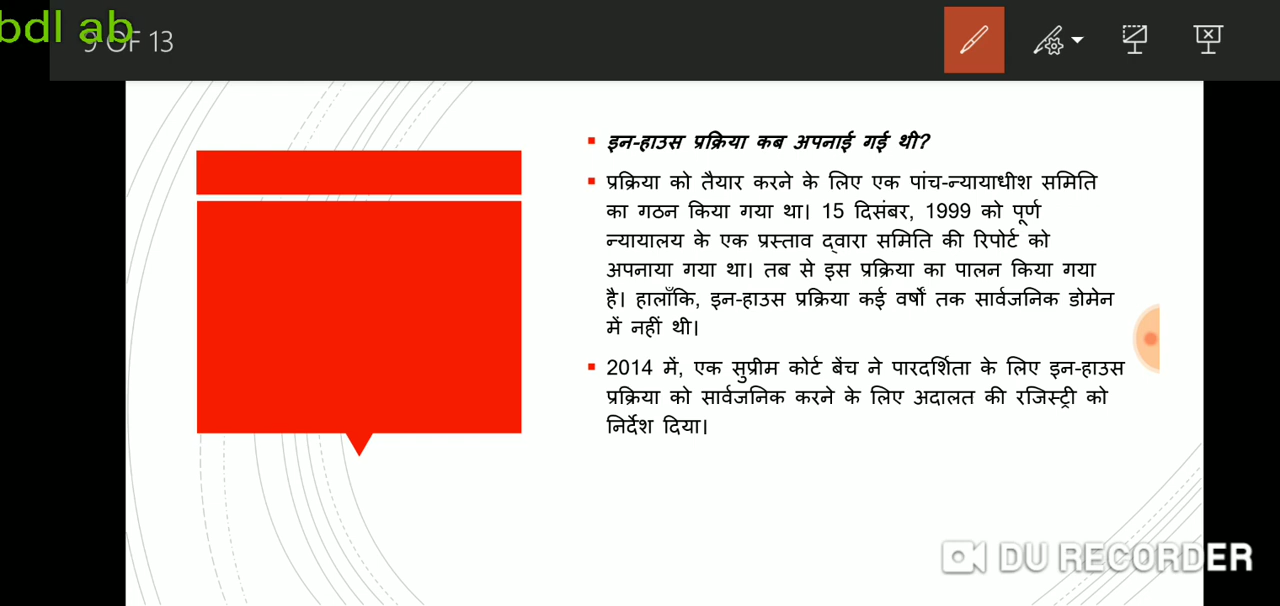 bdl ab
9 OF 13
इन-हाउस प्रक्रिया कब अपनाई गई थी?
प्रक्रिया को तैयार करने के लिए एक पांच-न्यायाधीश समिति
का गठन किया गया था। 15 दिसंबर, 1999 को पूर्ण
न्यायालय के एक प्रस्ताव द्वारा समिति की रिपोर्ट को
अपनाया गया था। तब से इस प्रक्रिया का पालन किया गया
है। हालाँकि, इन-हाउस प्रक्रिया कई वर्षों तक सार्वजनिक डोमेन
में नहीं थी।
2014 में, एक सुप्रीम कोर्ट बेंच ने पारदर्शिता के लिए इन-हाउस
प्रक्रिया को सार्वजनिक करने के लिए अदालत की रजिस्ट्री को
निर्देश दिया।
DU RECORDER